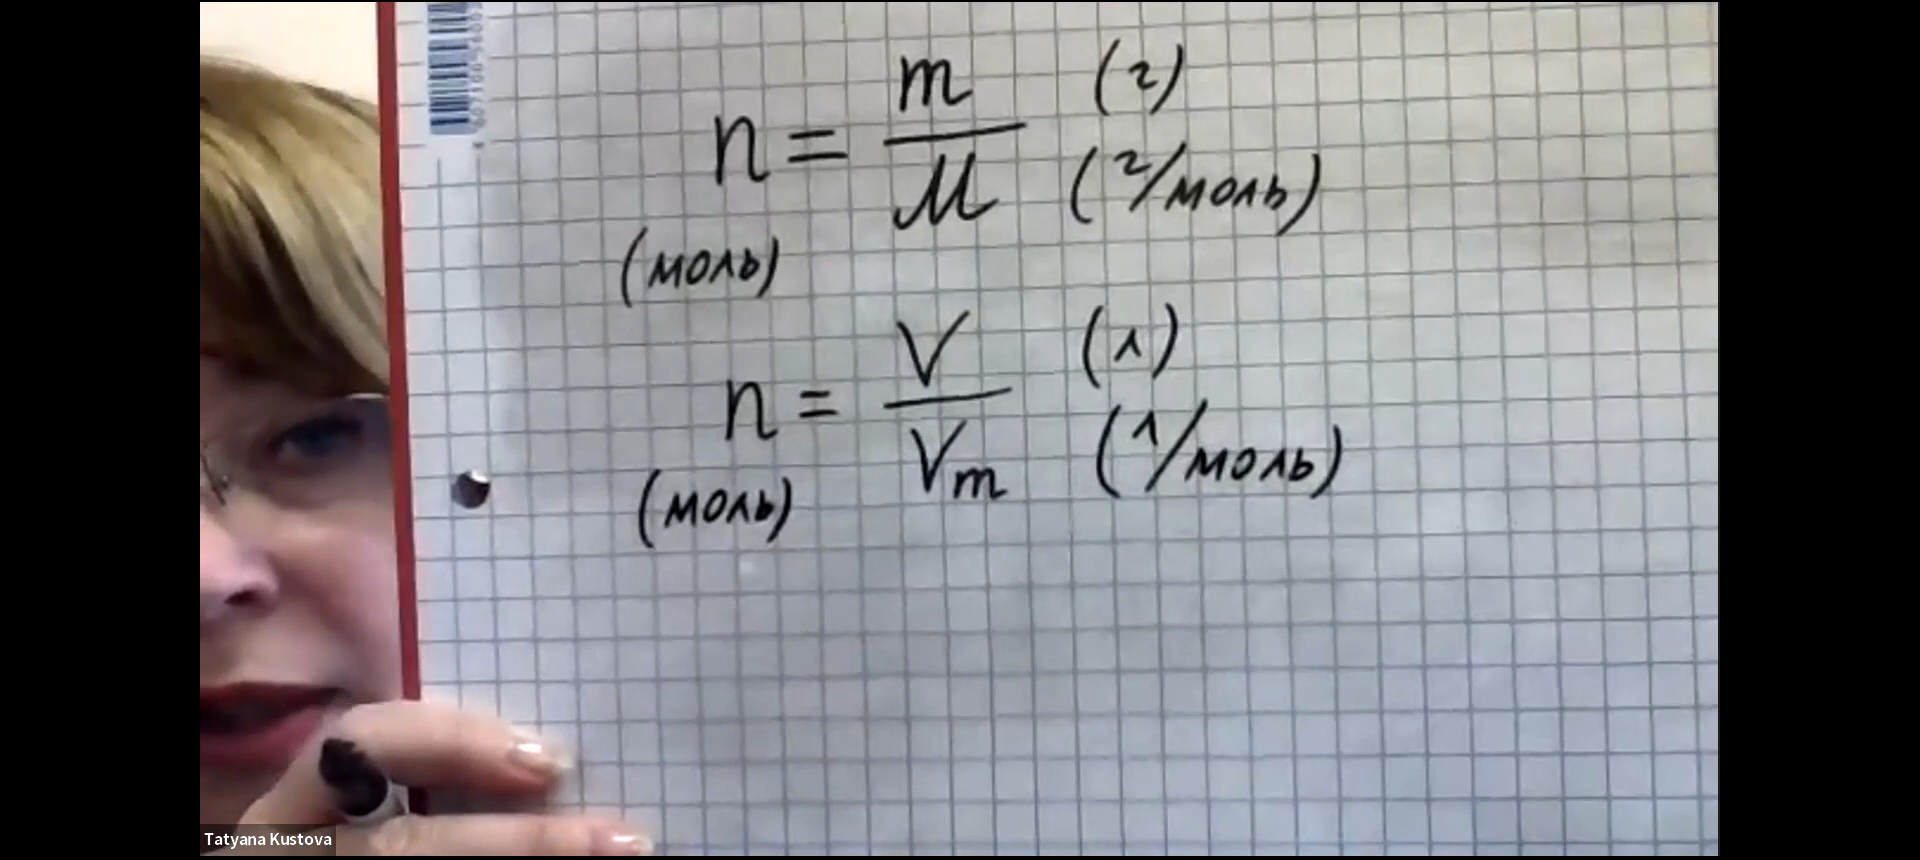 n = m/M (г) (г/моль)
(моль)
n = V/Vm (л) (л/моль)
(моль)
Tatyana Kustova